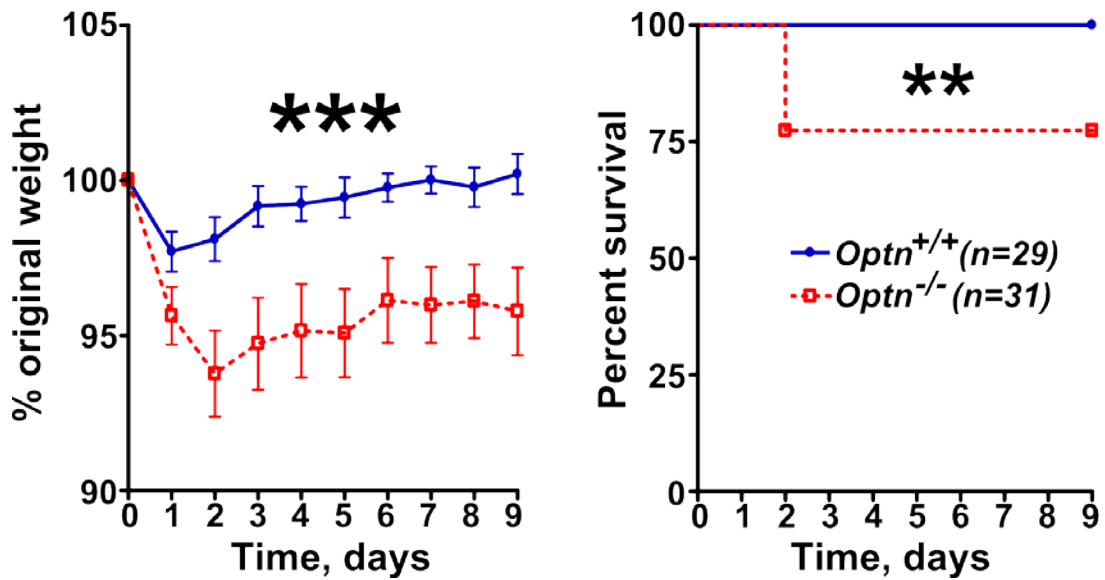 % original weight
105
100
95
90
***
0 1 2 3 4 5 6 7 8 9
Time, days
Percent survival
100
75
50
25
0
**
Optn+/+ (n=29)
Optn-/- (n=31)
0 1 2 3 4 5 6 7 8 9
Time, days